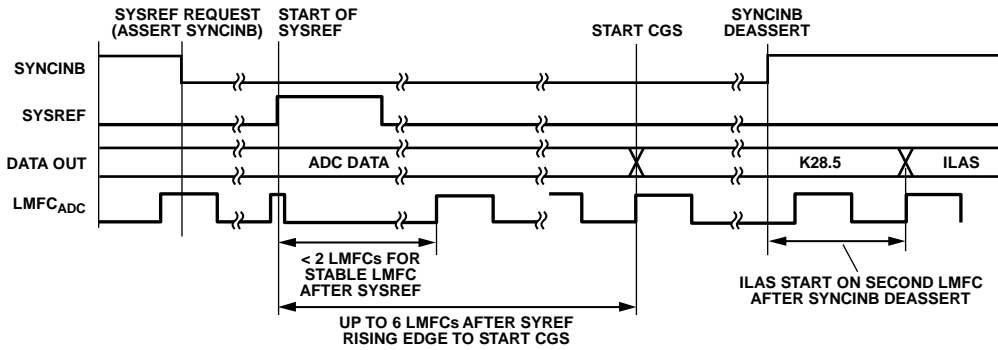 SYSREF REQUEST
(ASSERT SYNCINB)
START OF
SYSREF
START CGS
SYNCINB
DEASSERT
SYNCINB
SYSREF
DATA OUT
ADC DATA
K28.5
ILAS
LMFCADC
< 2 LMFCs FOR
STABLE LMFC
AFTER SYSREF
ILAS START ON SECOND LMFC
AFTER SYNCINB DEASSERT
UP TO 6 LMFCs AFTER SYREF
RISING EDGE TO START CGS